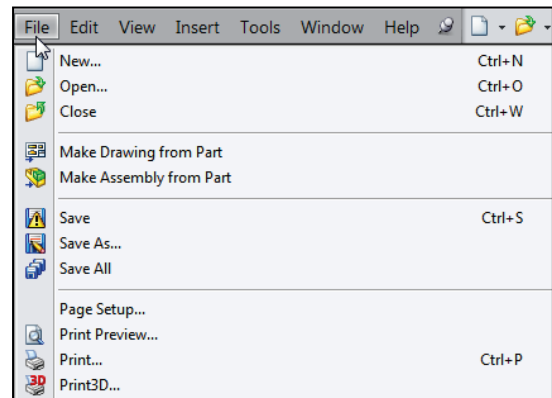 File Edit View Insert Tools Window Help
New... Ctrl+N
Open... Ctrl+O
Close Ctrl+W
Make Drawing from Part
Make Assembly from Part
Save Ctrl+S
Save As...
Save All
Page Setup...
Print Preview...
Print... Ctrl+P
3D Print3D...